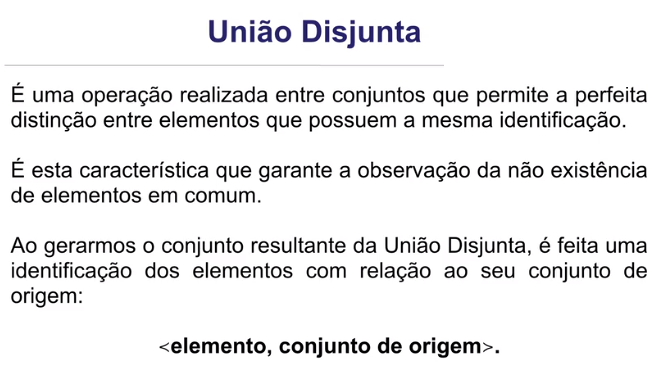 União Disjunta
É uma operação realizada entre conjuntos que permite a perfeita
distinção entre elementos que possuem a mesma identificação.
É esta característica que garante a observação da não existência
de elementos em comum.
Ao gerarmos o conjunto resultante da União Disjunta, é feita uma
identificação dos elementos com relação ao seu conjunto de
origem:
<elemento, conjunto de origem>.